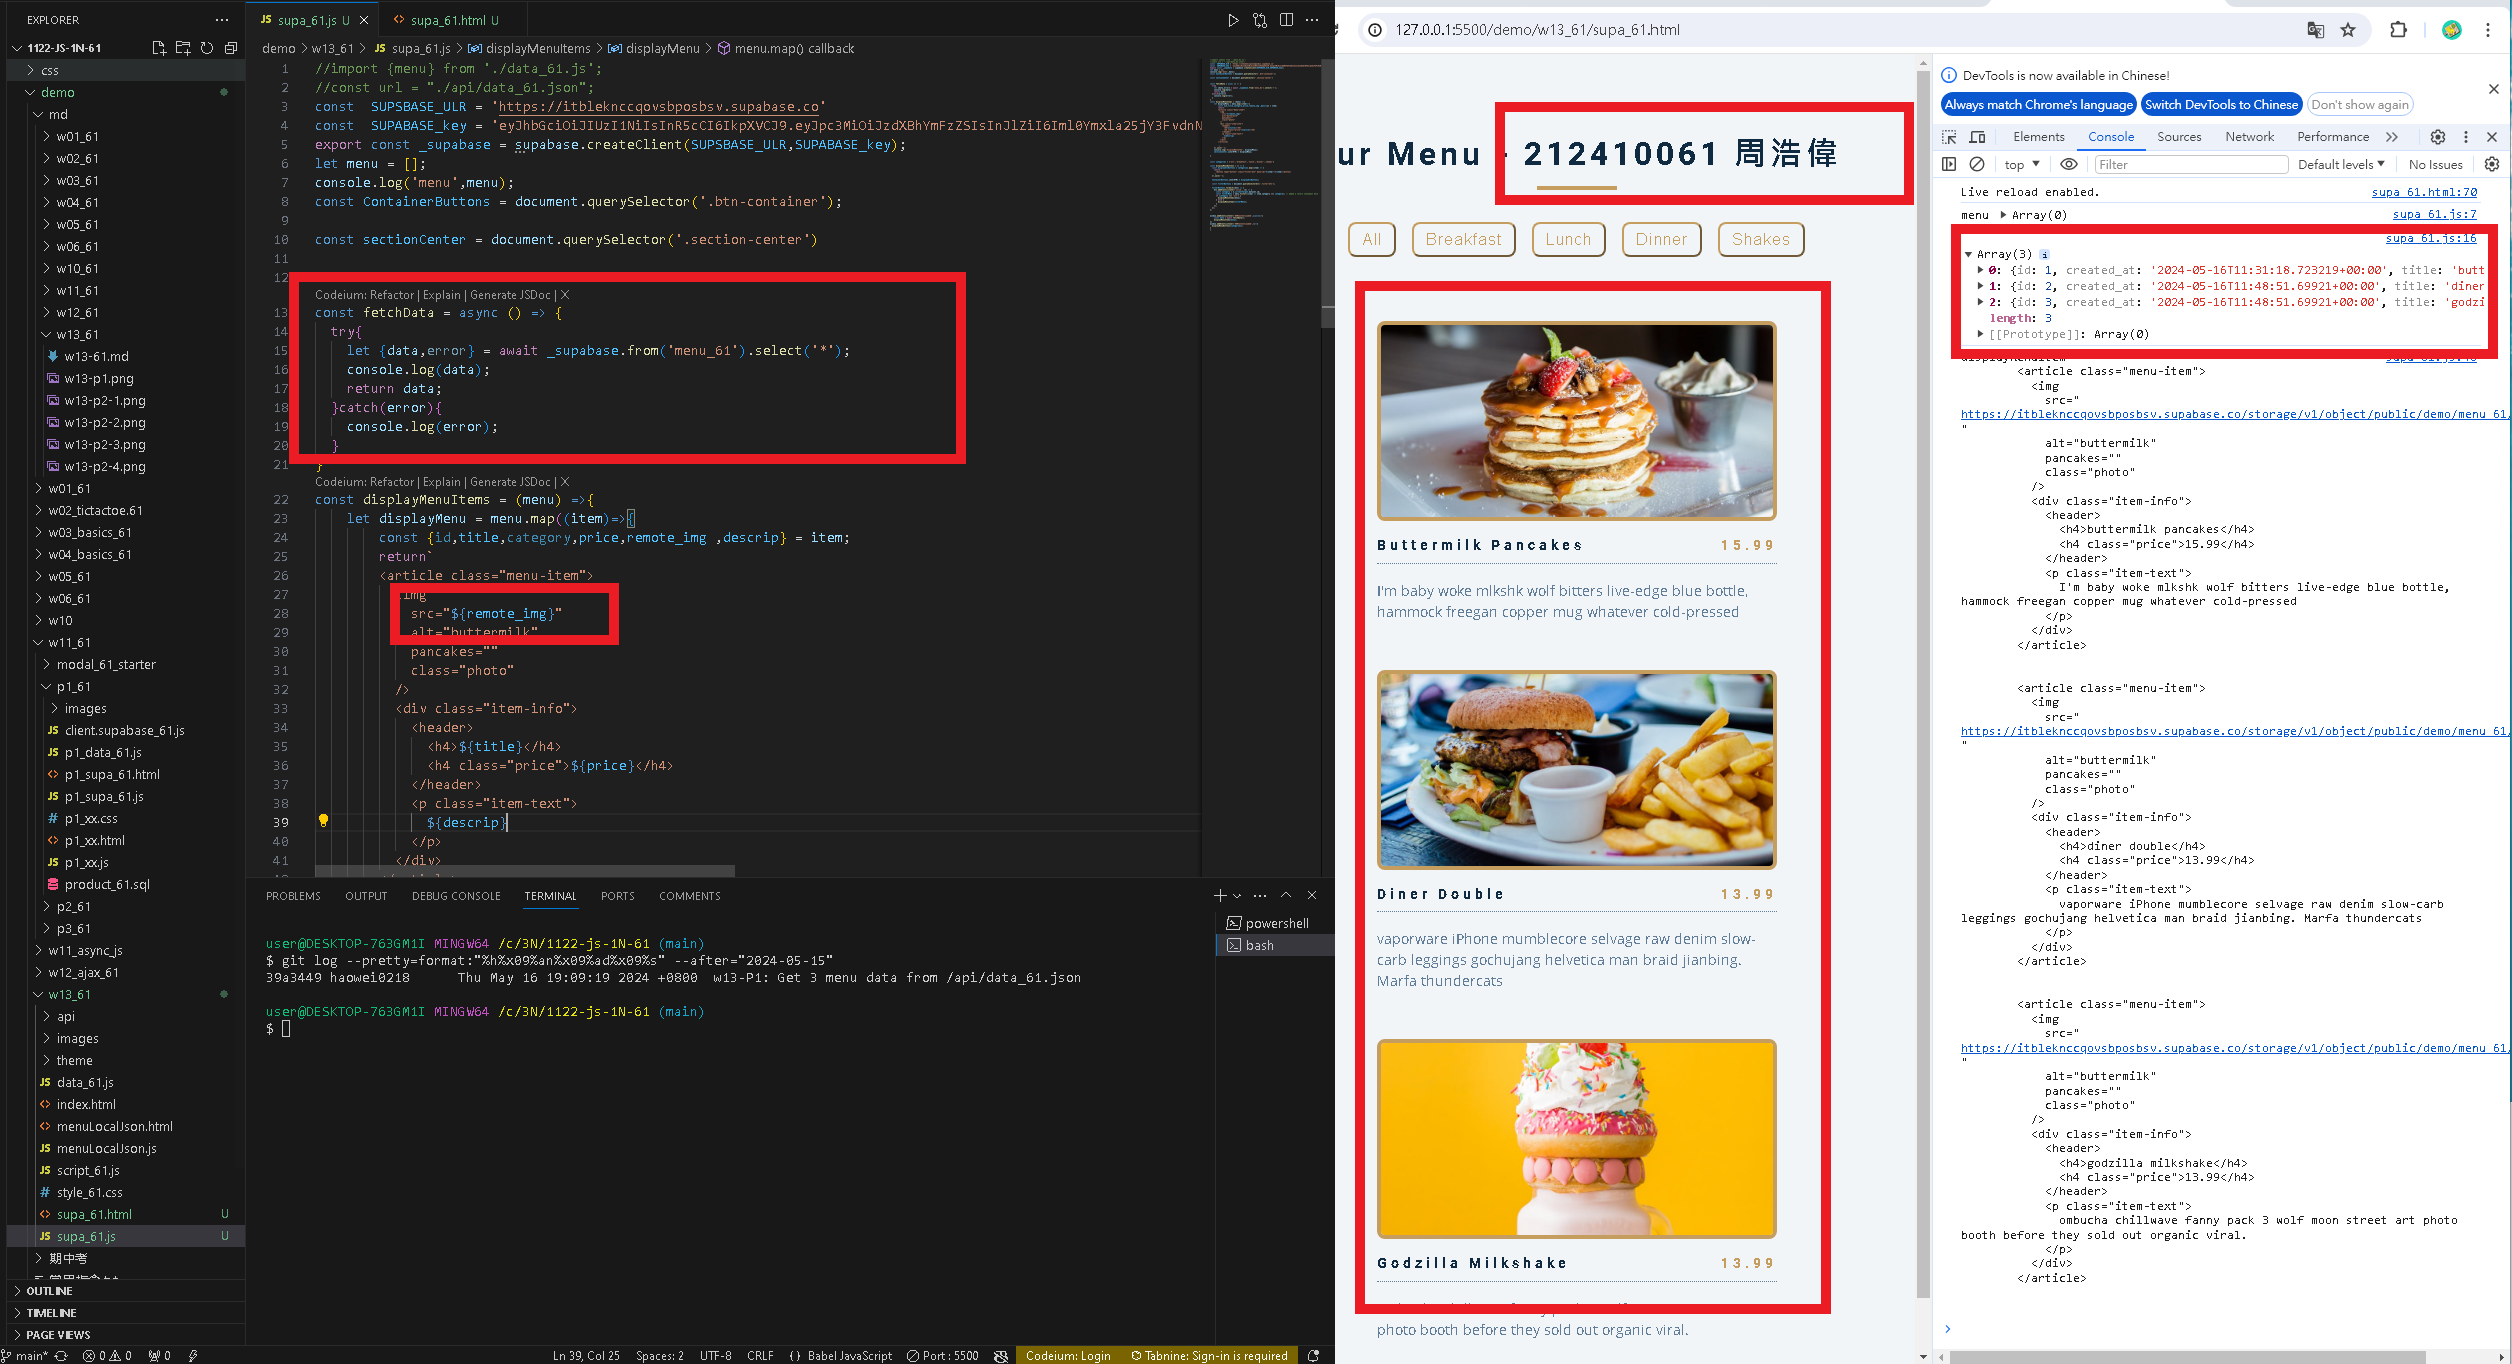 EXPLORER
1122-JS-1N-61
css
demo
md
w01_61
w02_61
w03_61
w04_61
w05_61
w06_61
w10_61
w11_61
w12_61
w13_61
w13-61.md
w13-p1.png
w13-p2-1.png
w13-p2-2.png
w13-p2-3.png
w13-p2-4.png
w01_61
w02_tictactoe.61
w03_basics_61
w04_basics_61
w05_61
w06_61
w10
w11_61
modal_61_starter
p1_61
images
client.supabase_61.js
p1_data_61.js
p1_supa_61.html
p1_supa_61.js
p1_xx.css
p1_xx.html
p1_xx.js
product_61.sql
p2_61
p3_61
w11_async_js
w12_ajax_61
w13_61
api
images
theme
data_61.js
index.html
menuLocalJson.html
menuLocalJson.js
script_61.js
style_61.css
supa_61.html U
supa_61.js U
期中考
OUTLINE
TIMELINE
PAGE VIEWS
supa_61.js U
supa_61.html U
demo > w13_61 > supa_61.js > displayMenuItems > displayMenu > menu.map() callback
1 //import {menu} from './data_61.js';
2 //const url = "./api/data_61.json";
3 const SUPSBASE_ULR = 'https://itblekncc​qovsbposbsv.supabase.co'
4 const SUPABASE_key = 'eyJhbGciOiJIUzI1NiIsInR5cCI6IkpXVCJ9.eyJpc3MiOiJzdXBhYmFzZSIsInJlZiI6Iml0Ymxla25jY3FvdnN
5 export const _supabase = supabase.createClient(SUPSBASE_ULR,SUPABASE_key);
6 let menu = [];
7 console.log('menu',menu);
8 const ContainerButtons = document.querySelector('.btn-container');
9
10 const sectionCenter = document.querySelector('.section-center')
11
12
Codeium: Refactor | Explain | Generate JSDoc | X
13 const fetchData = async () => {
14 try{
15 let {data,error} = await _supabase.from('menu_61').select('*');
16 console.log(data);
17 return data;
18 }catch(error){
19 console.log(error);
20 }
21 }
Codeium: Refactor | Explain | Generate JSDoc | X
22 const displayMenuItems = (menu) =>{
23 let displayMenu = menu.map((item)=>{
24 const {id,title,category,price,remote_img ,descrip} = item;
25 return`
26 <article class="menu-item">
27 img
28 src="${remote_img}"
29 alt="buttermilk"
30 pancakes=""
31 class="photo"
32 />
33 <div class="item-info">
34 <header>
35 <h4>${title}</h4>
36 <h4 class="price">${price}</h4>
37 </header>
38 <p class="item-text">
39 ${descrip}
40 </p>
41 </div>
PROBLEMS OUTPUT DEBUG CONSOLE TERMINAL PORTS COMMENTS
powershell
bash
user@DESKTOP-763GM1I MINGW64 /c/3N/1122-js-1N-61 (main)
$ git log --pretty=format:"%h%x09%an%x09%ad%x09%s" --after="2024-05-15"
39a3449 haowei0218 Thu May 16 19:09:19 2024 +0800 w13-P1: Get 3 menu data from /api/data_61.json
user@DESKTOP-763GM1I MINGW64 /c/3N/1122-js-1N-61 (main)
$
main* 0 0 0 Ln 39, Col 25 Spaces: 2 UTF-8 CRLF {} Babel JavaScript Port : 5500 Codeium: Login Tabnine: Sign-in is required
127.0.0.1:5500/demo/w13_61/supa_61.html
ur Menu - 212410061 周浩偉
All Breakfast Lunch Dinner Shakes
Buttermilk Pancakes 15.99
I'm baby woke mlkshk wolf bitters live-edge blue bottle,
hammock freegan copper mug whatever cold-pressed
Diner Double 13.99
vaporware iPhone mumblecore selvage raw denim slow-
carb leggings gochujang helvetica man braid jianbing.
Marfa thundercats
Godzilla Milkshake 13.99
photo booth before they sold out organic viral.
DevTools is now available in Chinese!
Always match Chrome's language Switch DevTools to Chinese Don't show again
Elements Console Sources Network Performance
top Filter Default levels No Issues
Live reload enabled. supa_61.html:70
menu Array(0) supa_61.js:7
supa_61.js:16
Array(3)
0: {id: 1, created_at: '2024-05-16T11:31:18.723219+00:00', title: 'butt
1: {id: 2, created_at: '2024-05-16T11:48:51.69921+00:00', title: 'diner
2: {id: 3, created_at: '2024-05-16T11:48:51.69921+00:00', title: 'godzi
length: 3
[[Prototype]]: Array(0)
<article class="menu-item">
<img
src="
https://itblekncc​qovsbposbsv.supabase.co/storage/v1/object/public/demo/menu_61/
"
alt="buttermilk"
pancakes=""
class="photo"
/>
<div class="item-info">
<header>
<h4>buttermilk pancakes</h4>
<h4 class="price">15.99</h4>
</header>
<p class="item-text">
I'm baby woke mlkshk wolf bitters live-edge blue bottle,
hammock freegan copper mug whatever cold-pressed
</p>
</div>
</article>
<article class="menu-item">
<img
src="
https://itblekncc​qovsbposbsv.supabase.co/storage/v1/object/public/demo/menu_61/
"
alt="buttermilk"
pancakes=""
class="photo"
/>
<div class="item-info">
<header>
<h4>diner double</h4>
<h4 class="price">13.99</h4>
</header>
<p class="item-text">
vaporware iPhone mumblecore selvage raw denim slow-carb
leggings gochujang helvetica man braid jianbing. Marfa thundercats
</p>
</div>
</article>
<article class="menu-item">
<img
src="
https://itblekncc​qovsbposbsv.supabase.co/storage/v1/object/public/demo/menu_61/
"
alt="buttermilk"
pancakes=""
class="photo"
/>
<div class="item-info">
<header>
<h4>godzilla milkshake</h4>
<h4 class="price">13.99</h4>
</header>
<p class="item-text">
ombucha chillwave fanny pack 3 wolf moon street art photo
booth before they sold out organic viral.
</p>
</div>
</article>